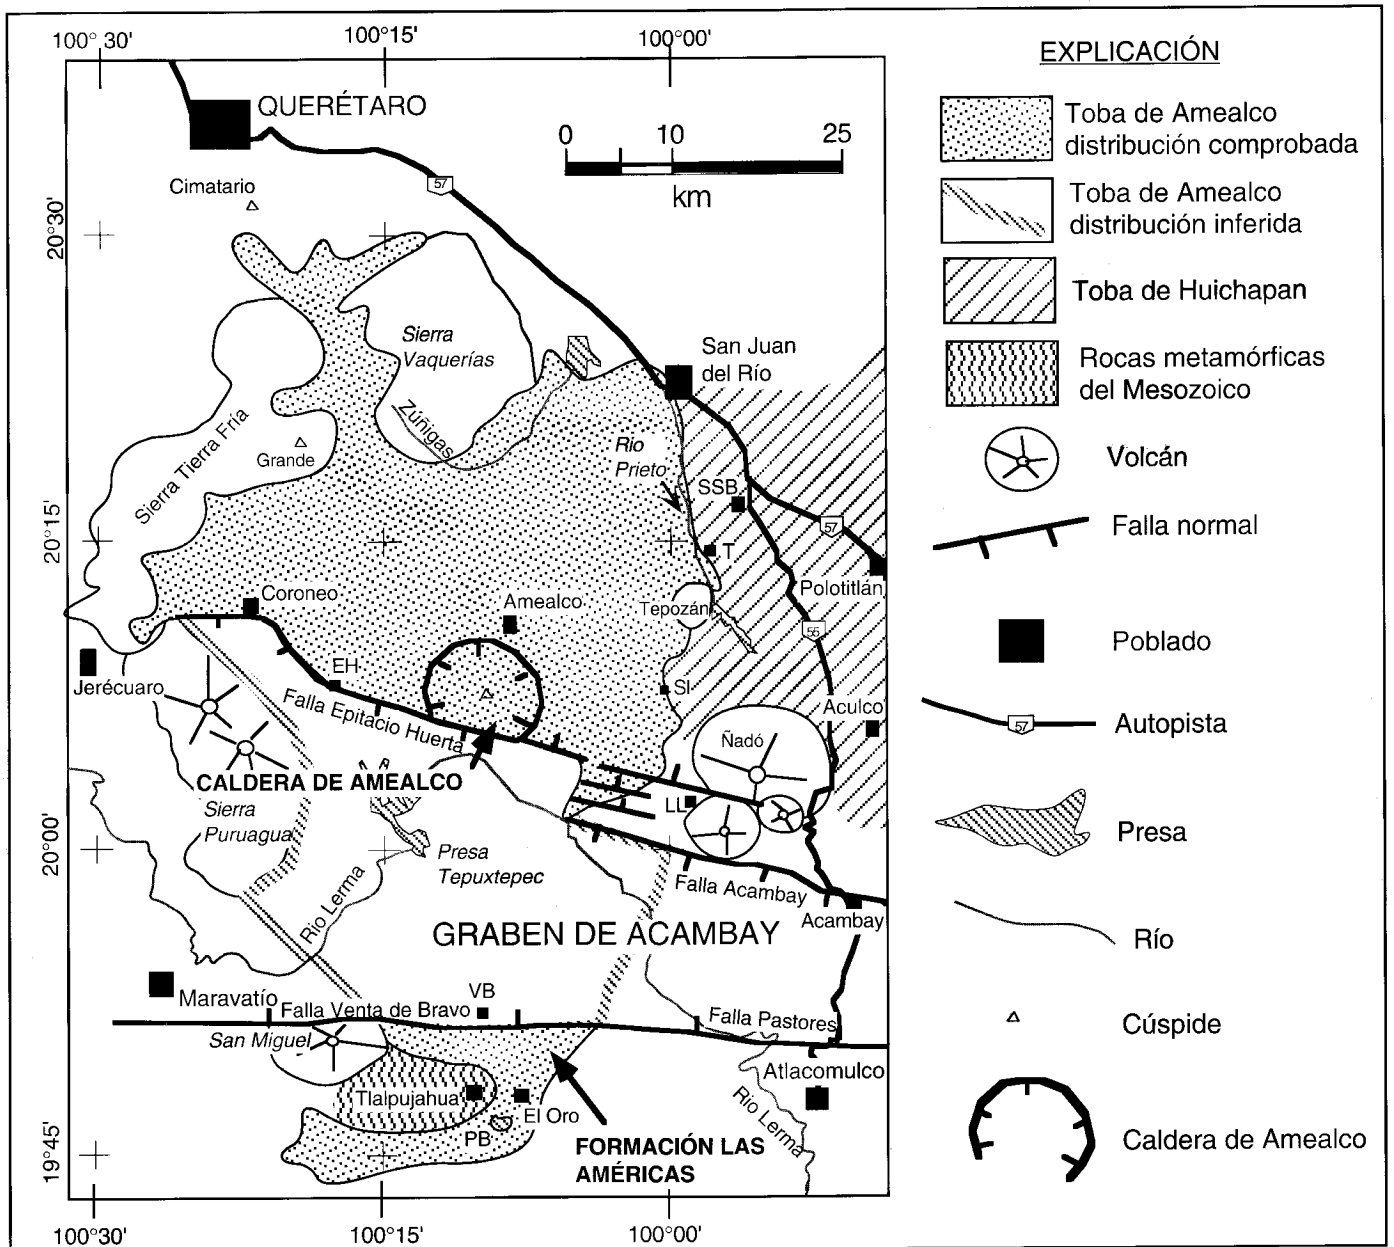 100° 30'
100°15'
100°00'
EXPLICACIÓN
QUERÉTARO
0
10
25
km
Toba de Amealco
distribución comprobada
Cimatario
57
20°30'
Toba de Amealco
distribución inferida
Toba de Huichapan
Sierra
Vaquerías
San Juan
del Río
Rocas metamórficas
del Mesozoico
Zúñigas
Sierra Tierra Fría
Grande
Rio
Prieto
SSB
Volcán
57
20°15'
T
Falla normal
Polotitlán
Coroneo
Amealco
Tepozán
55
Poblado
EH
Jerécuaro
SI
Falla Epitacio Huerta
Aculco
Ñadó
57
Autopista
CALDERA DE AMEALCO
Sierra
Puruagua
LL
20°00'
Presa
Tepuxtepec
Presa
Falla Acambay
Rio Lerma
Acambay
GRABEN DE ACAMBAY
Río
Maravatío
VB
Falla Venta de Bravo
Falla Pastores
Cúspide
San Miguel
Atlacomulco
Tlalpujahua
El Oro
Rio Lerma
PB
FORMACIÓN LAS
AMÉRICAS
Caldera de Amealco
19°45'
100°30'
100°15'
100°00'